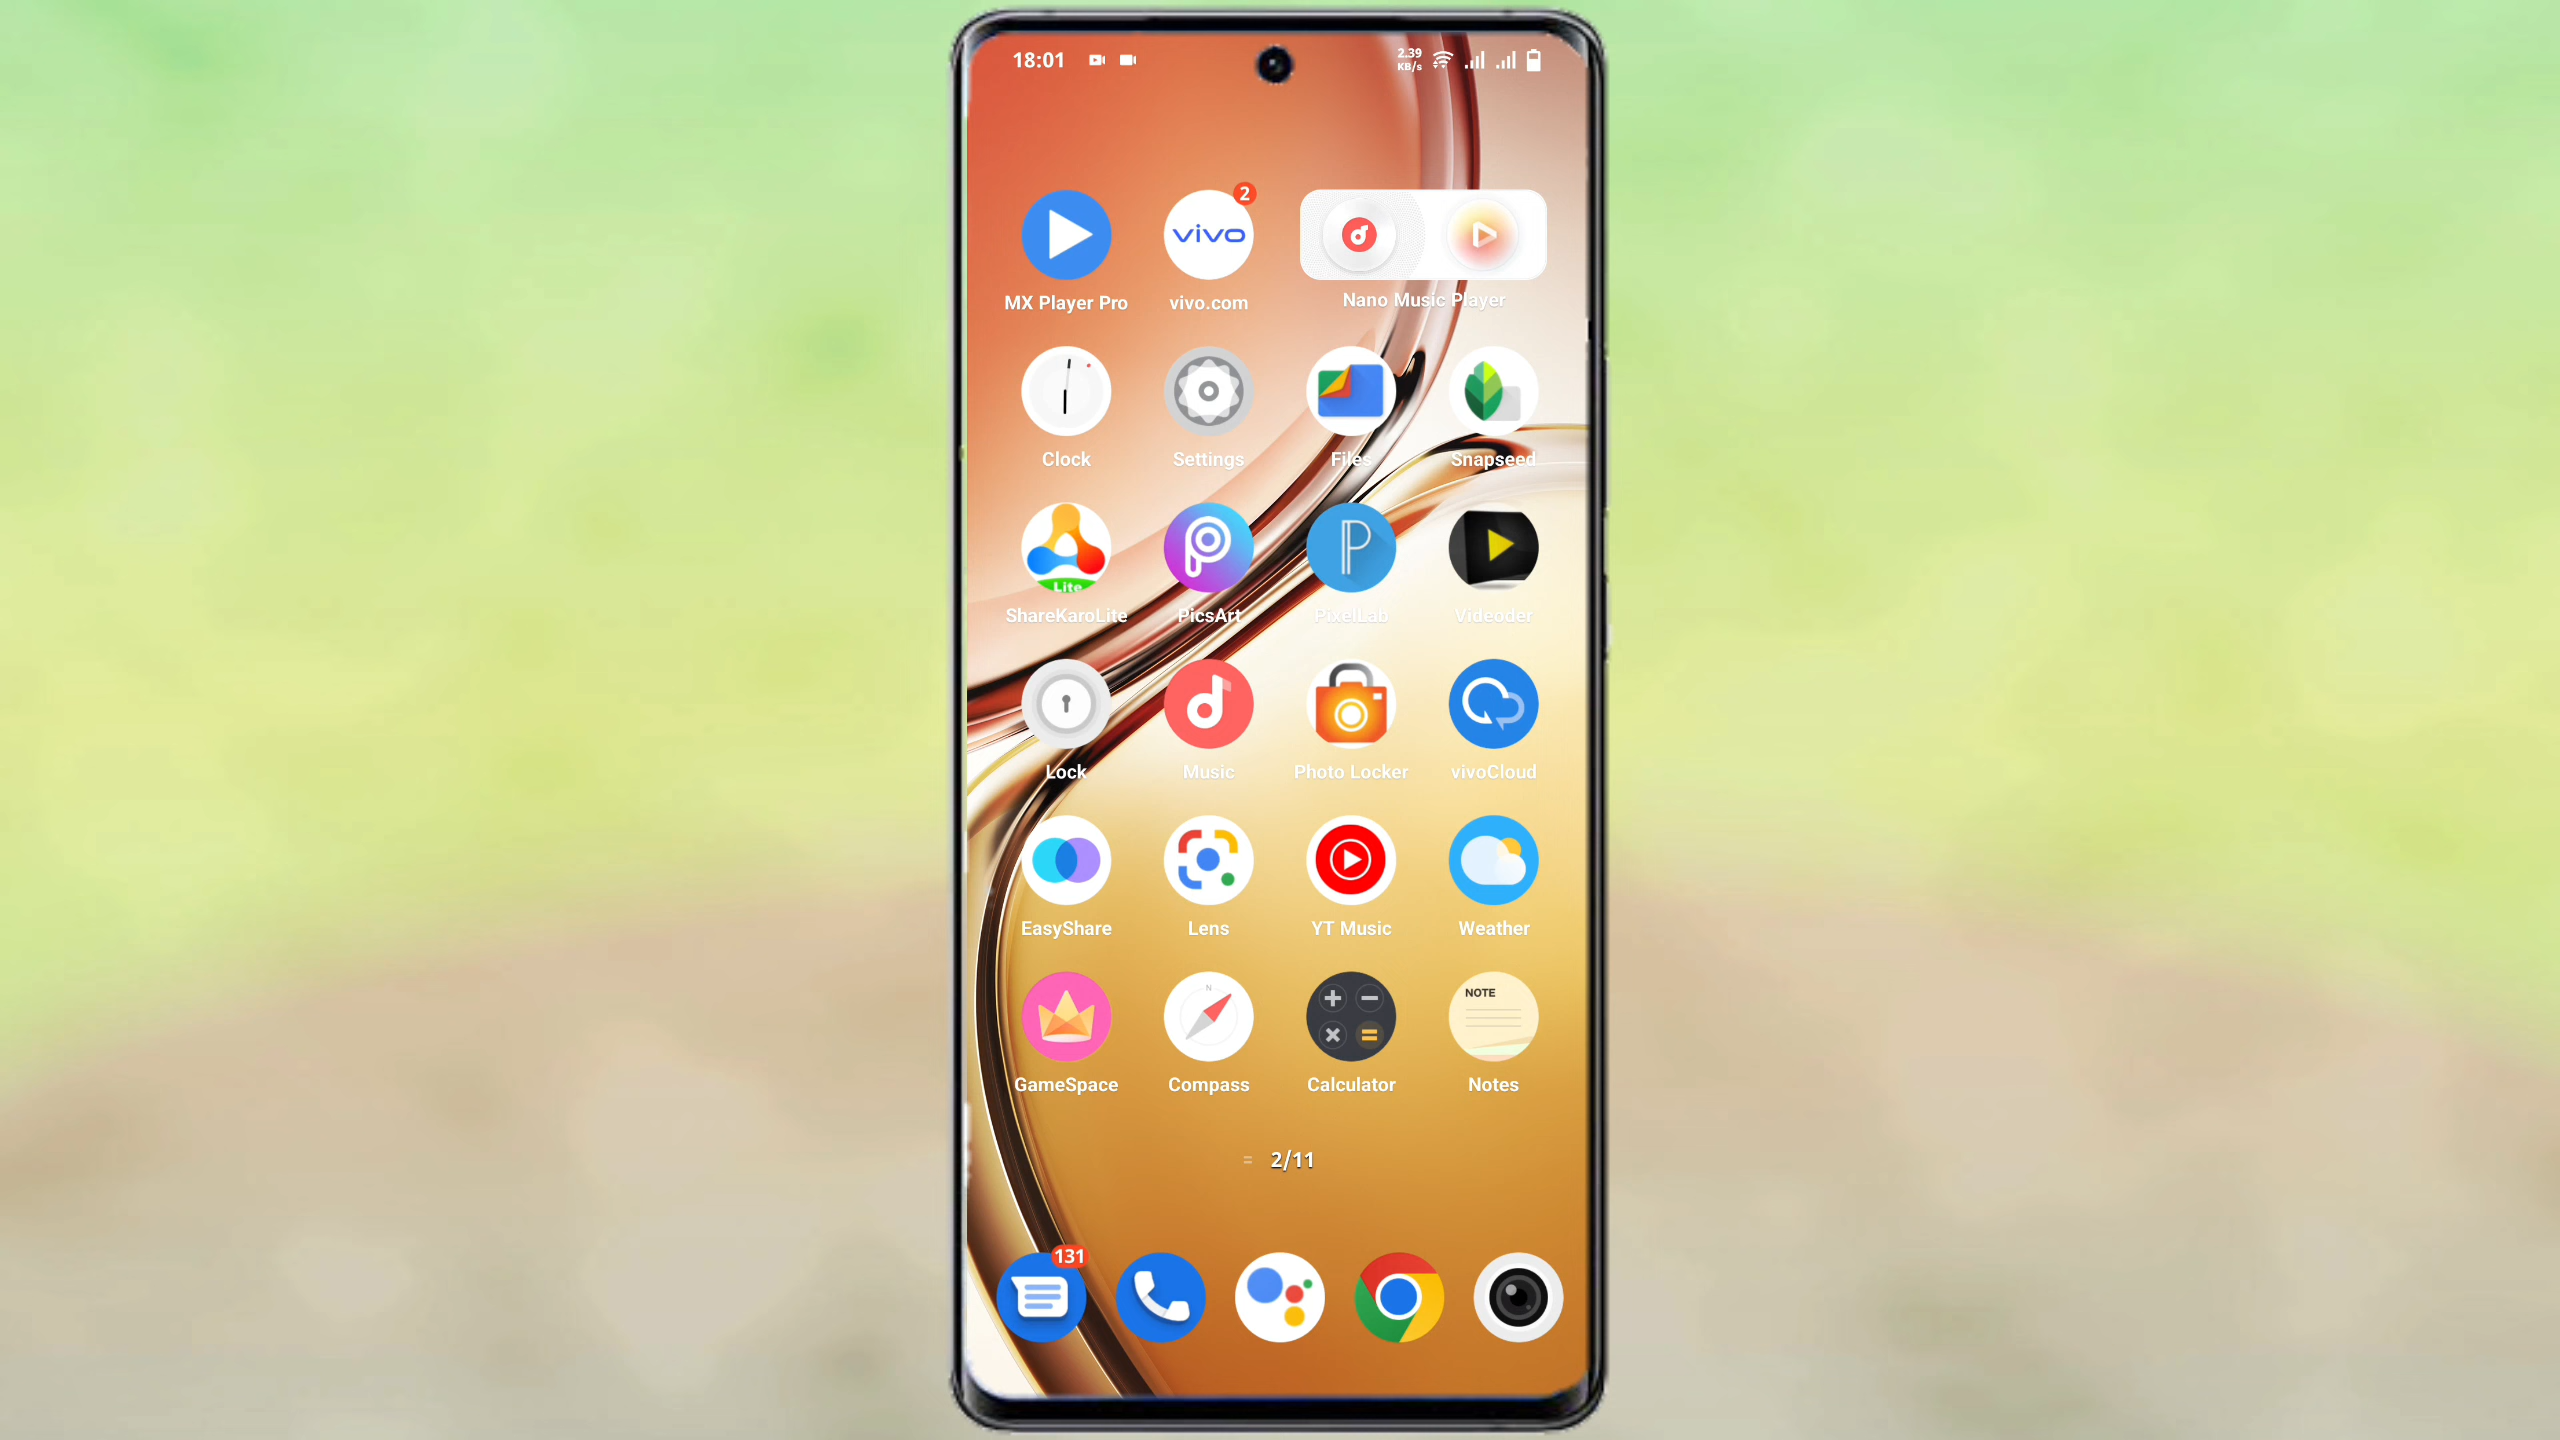 18:01
2.39
KB/s
2
vivo
MX Player Pro
vivo.com
Nano Music Player
Clock
Settings
Files
Snapseed
Lite
ShareKaroLite
PicsArt
PixelLab
Videoder
Lock
Music
Photo Locker
vivoCloud
EasyShare
Lens
YT Music
Weather
N
NOTE
GameSpace
Compass
Calculator
Notes
2/11
131